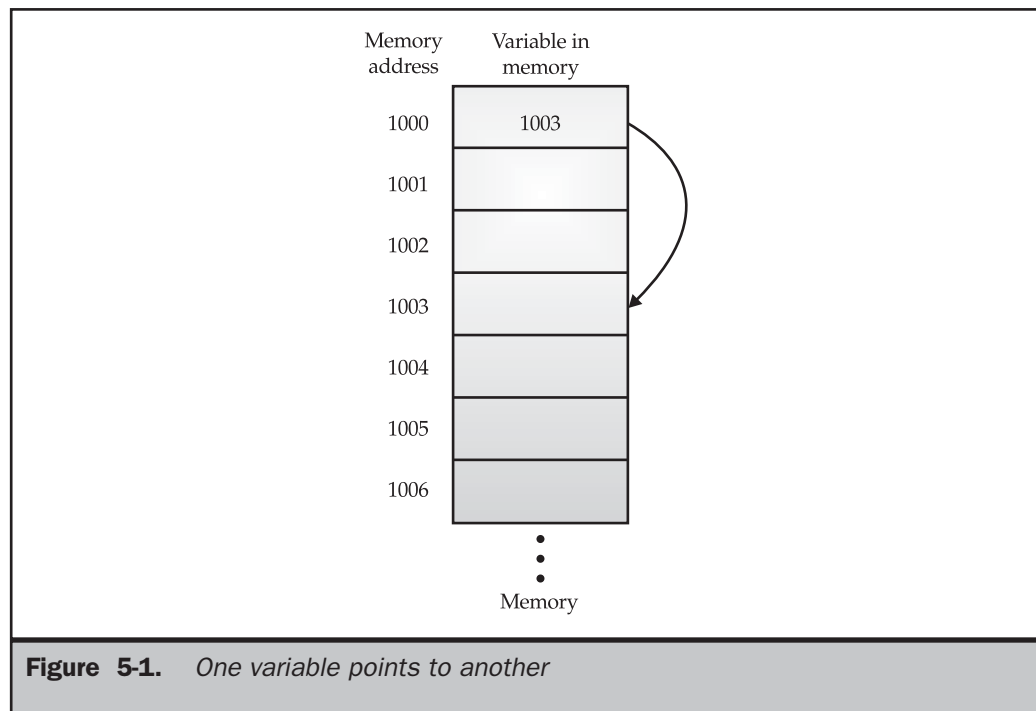 Memory address
Variable in memory
1000
1003
1001
1002
1003
1004
1005
1006
Memory
Figure 5-1. One variable points to another